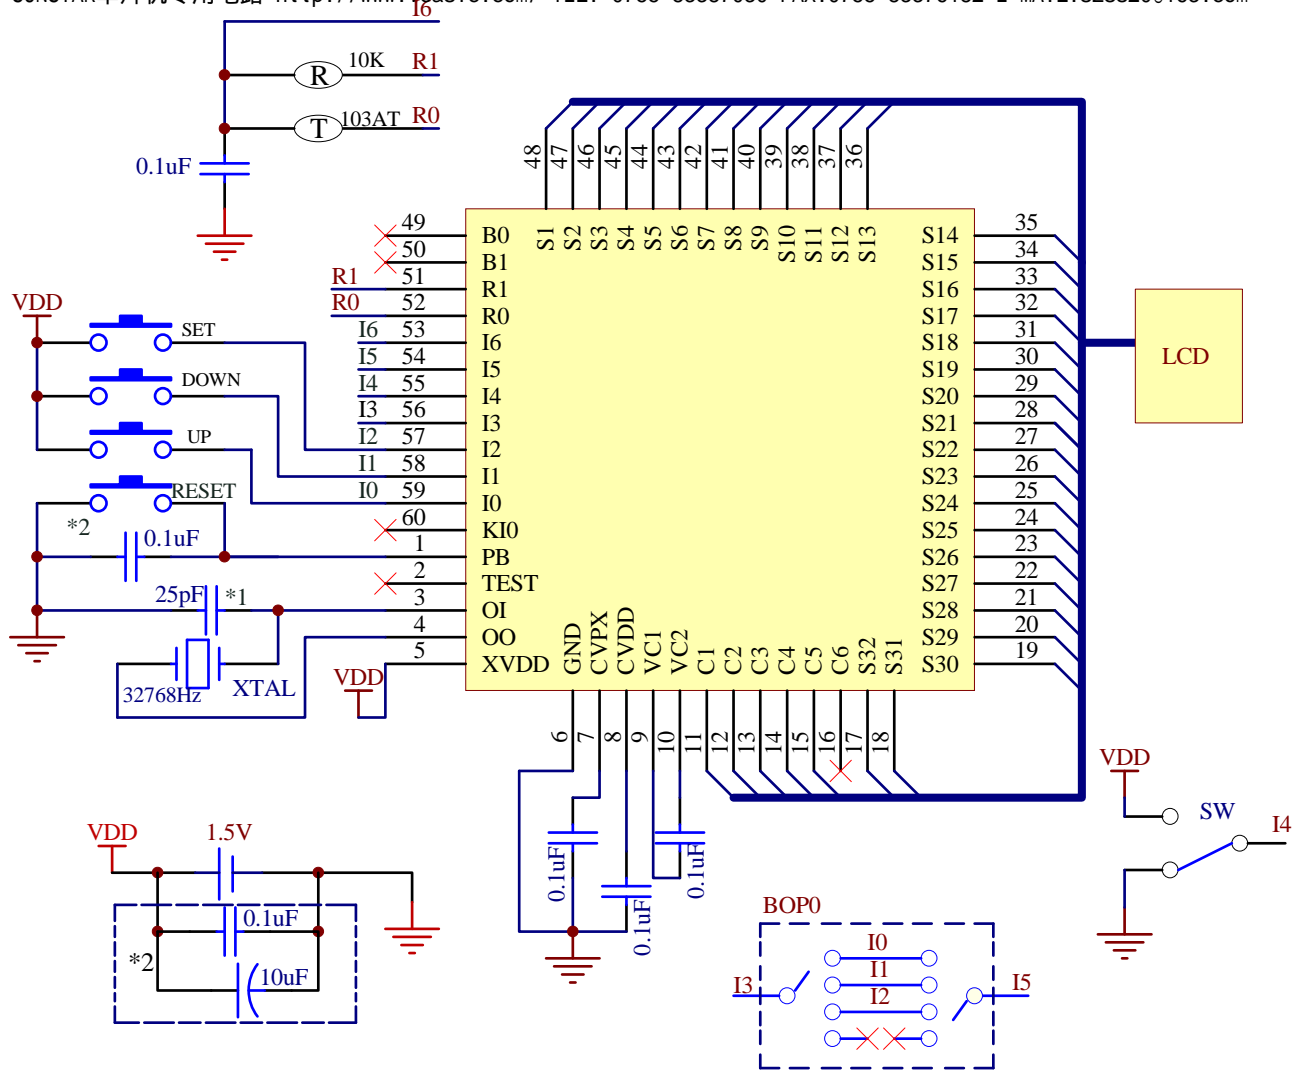 I6
10K R1
103AT R0
0.1uF
48 47 46 45 44 43 42 41 40 39 38 37 36
S1 S2 S3 S4 S5 S6 S7 S8 S9 S10 S11 S12 S13
49 B0 S14 35
50 B1 S15 34
R1 51 R1 S16 33
R0 52 R0 S17 32
I6 53 I6 S18 31
I5 54 I5 S19 30
I4 55 I4 S20 29
I3 56 I3 S21 28
I2 57 I2 S22 27
I1 58 I1 S23 26
I0 59 I0 S24 25
60 KI0 S25 24
1 PB S26 23
2 TEST S27 22
3 OI S28 21
4 OO S29 20
5 XVDD S30 19
R
T
VDD
SET
DOWN
UP
RESET
*2
0.1uF
25pF *1
32768Hz XTAL
VDD
LCD
GND CVPX CVDD VC1 VC2 C1 C2 C3 C4 C5 C6 S32 S31
6 7 8 9 10 11 12 13 14 15 16 17 18
0.1uF
0.1uF
0.1uF
VDD
SW
I4
VDD 1.5V
0.1uF
*2
10uF
BOP0
I0
I1
I2
I3 I5